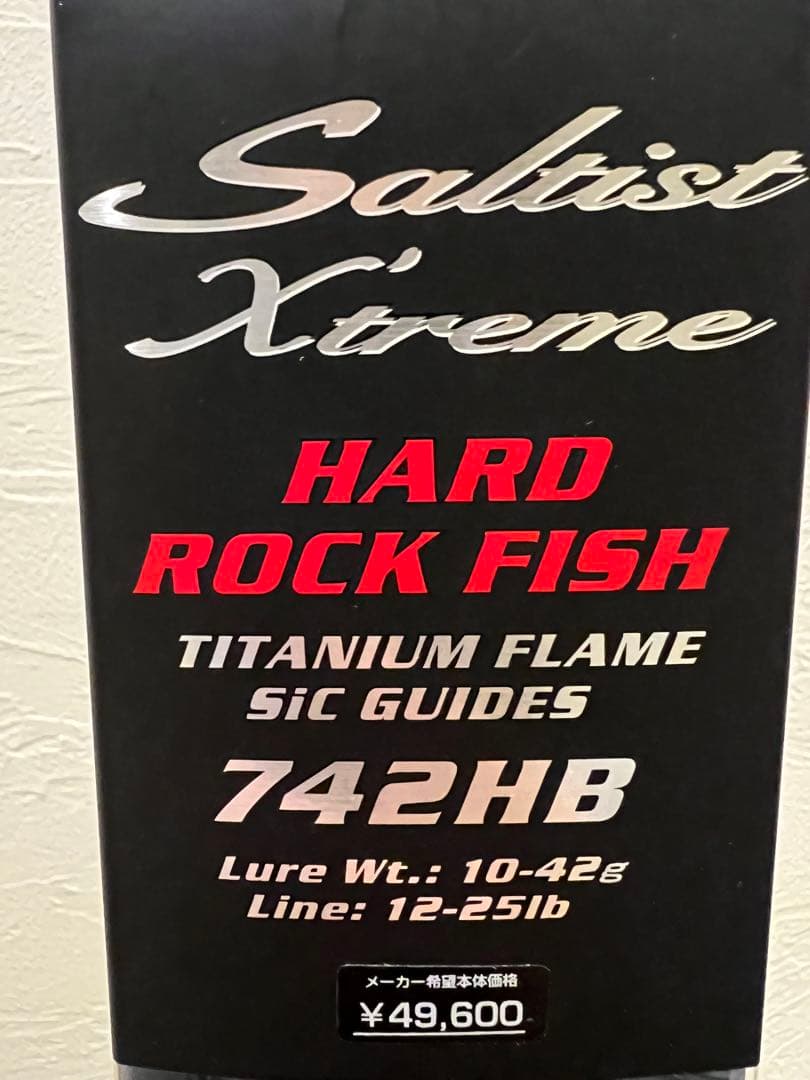 Saltist
X'treme
HARD
ROCK FISH
TITANIUM FLAME
SiC GUIDES
742HB
Lure Wt.: 10-42g
Line: 12-25lb
メーカー希望本体価格
¥49,600